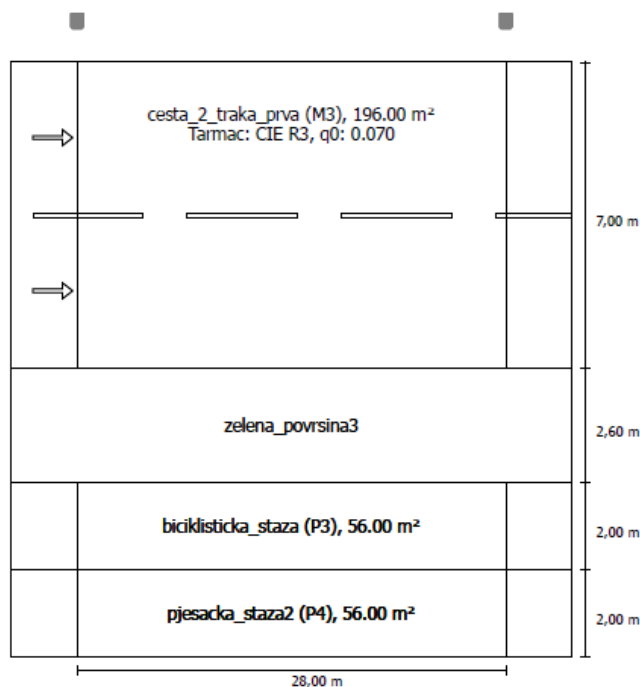 cesta_2_traka_prva (M3), 196.00 m²
Tarmac: CIE R3, q0: 0.070
7,00 m
zelena_povrsina3
2,60 m
biciklisticka_staza (P3), 56.00 m²
2,00 m
pjesacka_staza2 (P4), 56.00 m²
2,00 m
28,00 m